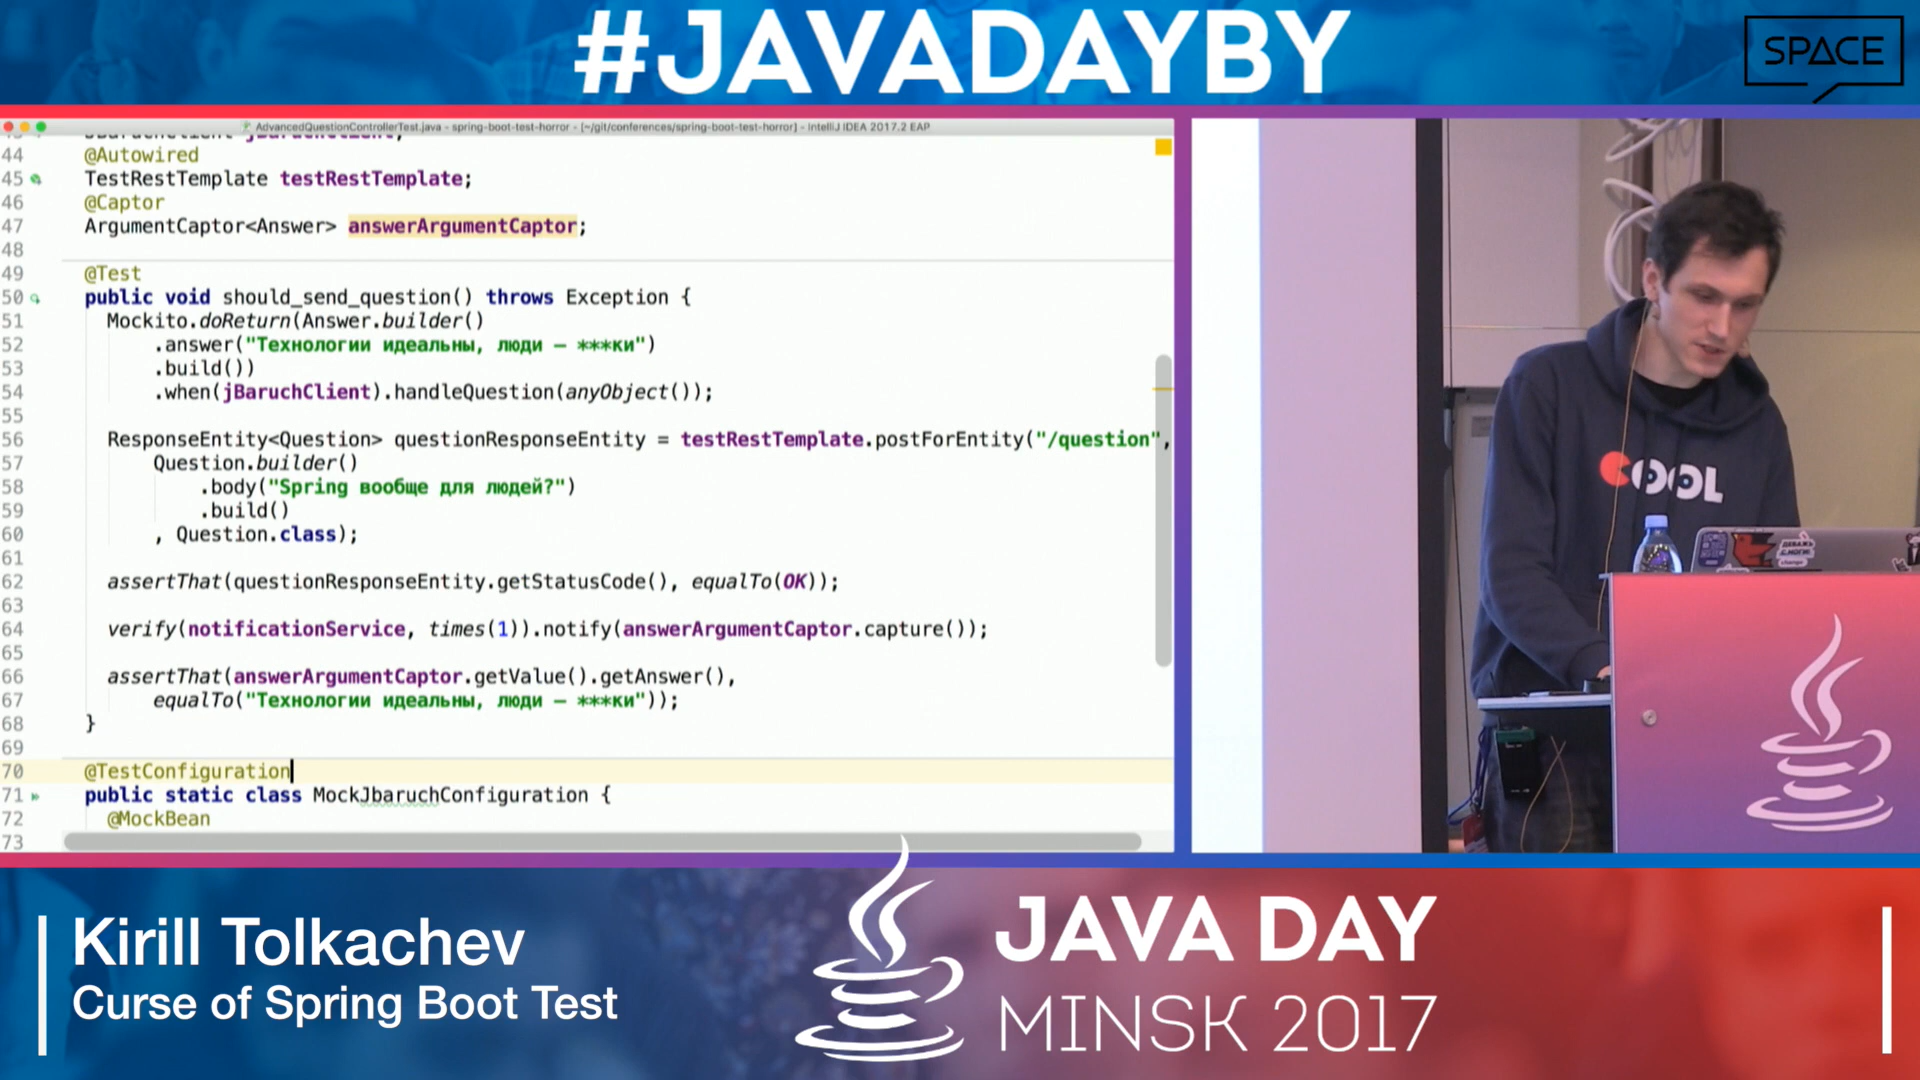 #JAVADAYBY
SPACE
AdvancedQuestionControllerTest.java - spring-boot-test-horror - [~/git/conferences/spring-boot-test-horror] - IntelliJ IDEA 2017.2 EAP
44 @Autowired
45 TestRestTemplate testRestTemplate;
46 @Captor
47 ArgumentCaptor<Answer> answerArgumentCaptor;
48
49 @Test
50 public void should_send_question() throws Exception {
51 Mockito.doReturn(Answer.builder()
52 .answer("Технологии идеальны, люди – ***ки")
53 .build())
54 .when(jBaruchClient).handleQuestion(anyObject());
55
56 ResponseEntity<Question> questionResponseEntity = testRestTemplate.postForEntity("/question",
57 Question.builder()
58 .body("Spring вообще для людей?")
59 .build()
60 , Question.class);
61
62 assertThat(questionResponseEntity.getStatusCode(), equalTo(OK));
63
64 verify(notificationService, times(1)).notify(answerArgumentCaptor.capture());
65
66 assertThat(answerArgumentCaptor.getValue().getAnswer(),
67 equalTo("Технологии идеальны, люди – ***ки"));
68 }
69
70 @TestConfiguration
71 public static class MockJbaruchConfiguration {
72 @MockBean
73
COOL
Kirill Tolkachev
Curse of Spring Boot Test
JAVA DAY
MINSK 2017